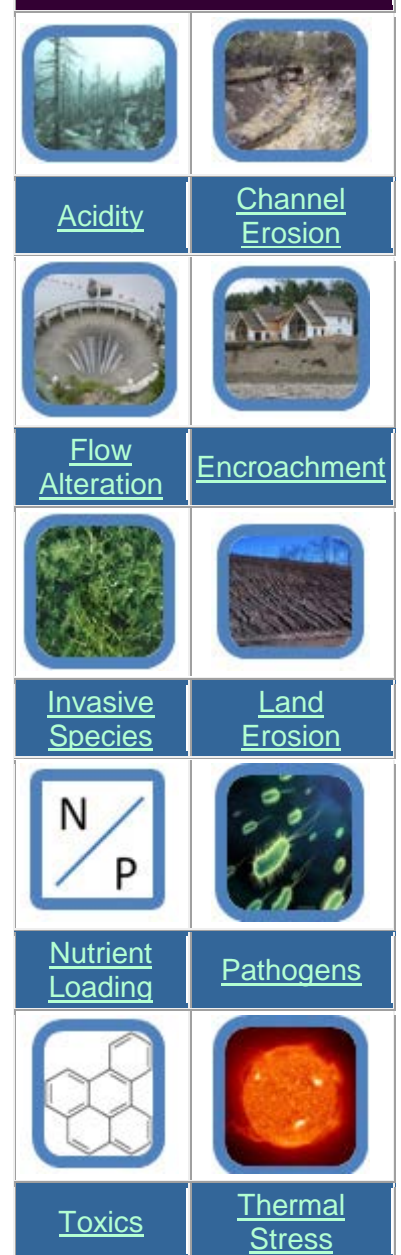 Acidity
Channel
Erosion
Flow
Alteration
Encroachment
Invasive
Species
Land
Erosion
N
P
Nutrient
Loading
Pathogens
Toxics
Thermal
Stress